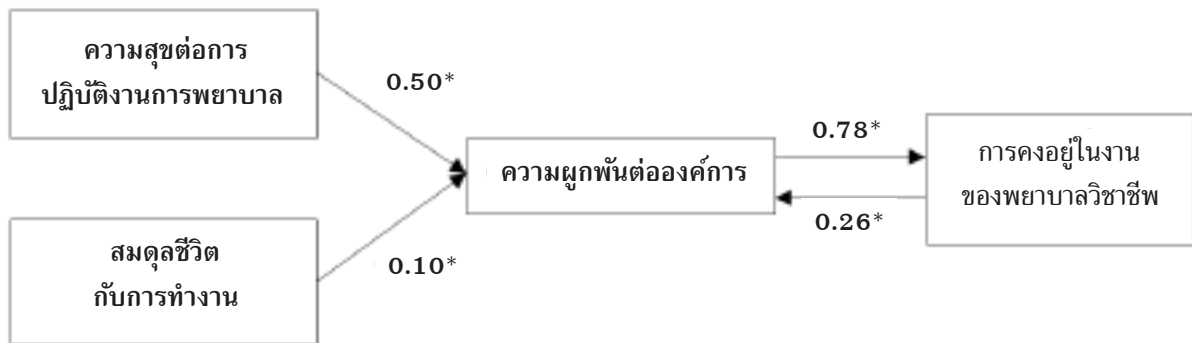 ความสุขต่อการ
ปฏิบัติงานการพยาบาล
0.50*
สมดุลชีวิต
กับการทำงาน
0.10*
ความผูกพันต่อองค์การ
0.78*
0.26*
การคงอยู่ในงาน
ของพยาบาลวิชาชีพ